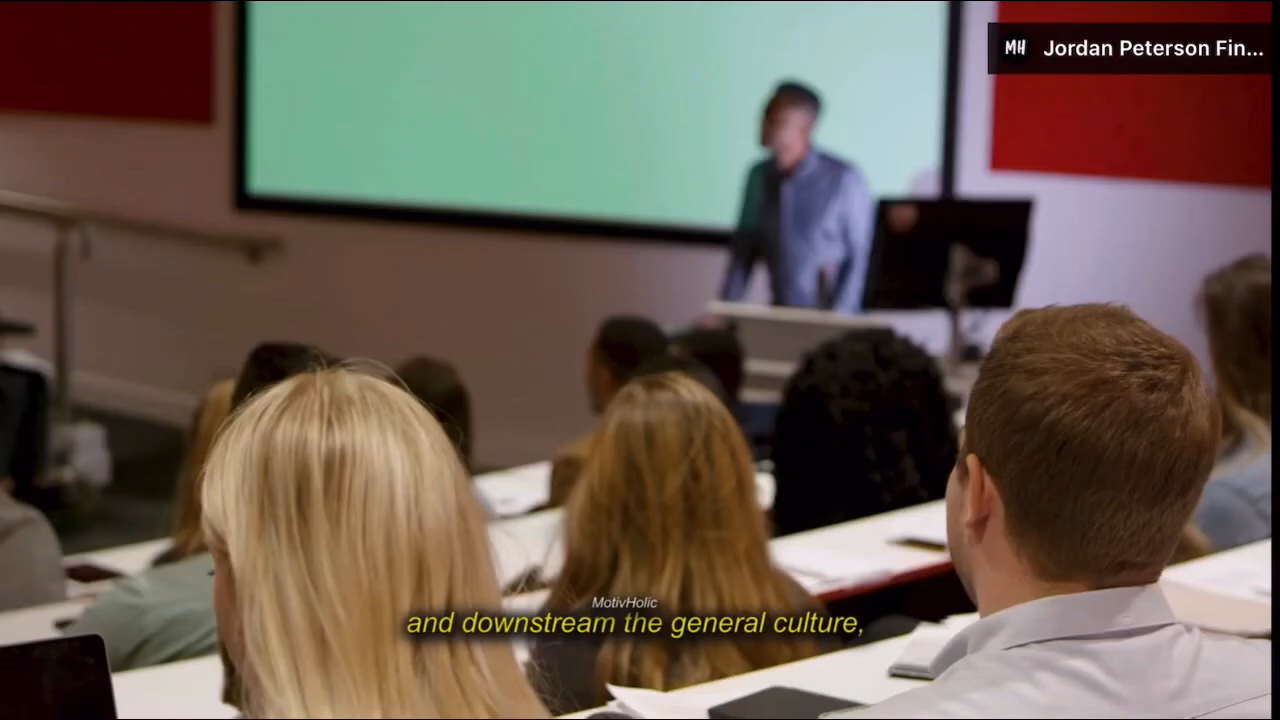 MH Jordan Peterson Fin...
MotivHolic
and downstream the general culture,